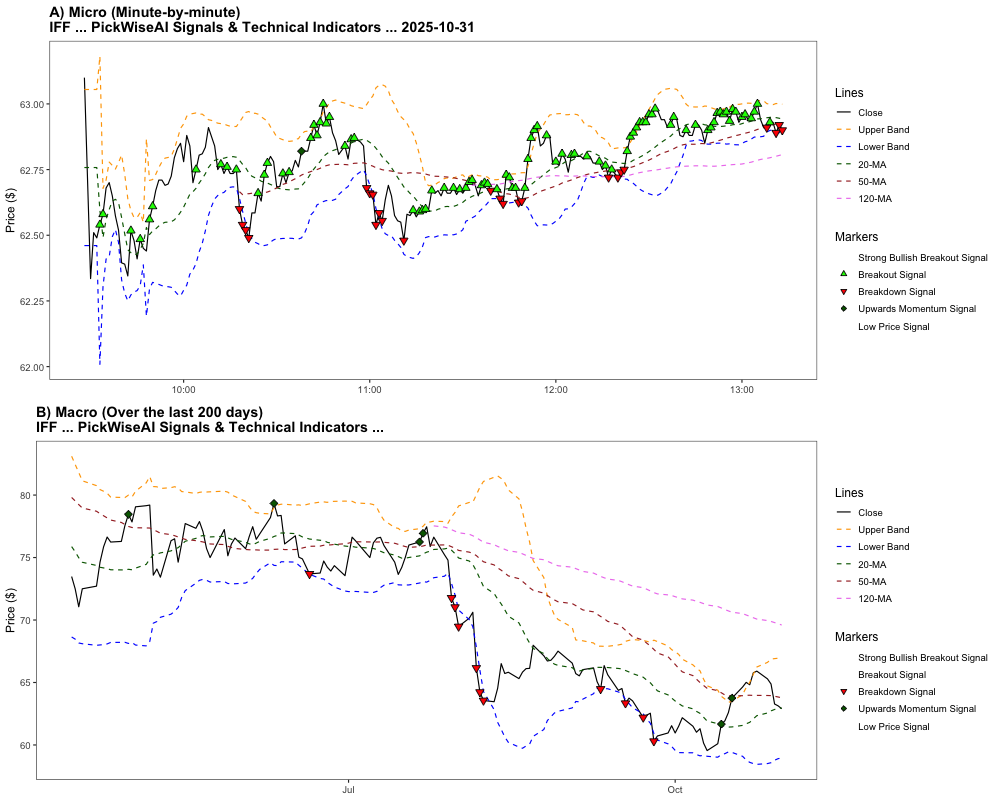 A) Micro (Minute-by-minute)
IFF ... PickWiseAI Signals & Technical Indicators ... 2025-10-31
Price ($)
63.00
62.75
62.50
62.25
62.00
10:00
11:00
12:00
13:00
Lines
Close
Upper Band
Lower Band
20-MA
50-MA
120-MA
Markers
Strong Bullish Breakout Signal
Breakout Signal
Breakdown Signal
Upwards Momentum Signal
Low Price Signal
B) Macro (Over the last 200 days)
IFF ... PickWiseAI Signals & Technical Indicators ...
Price ($)
80
75
70
65
60
Jul
Oct
Lines
Close
Upper Band
Lower Band
20-MA
50-MA
120-MA
Markers
Strong Bullish Breakout Signal
Breakout Signal
Breakdown Signal
Upwards Momentum Signal
Low Price Signal